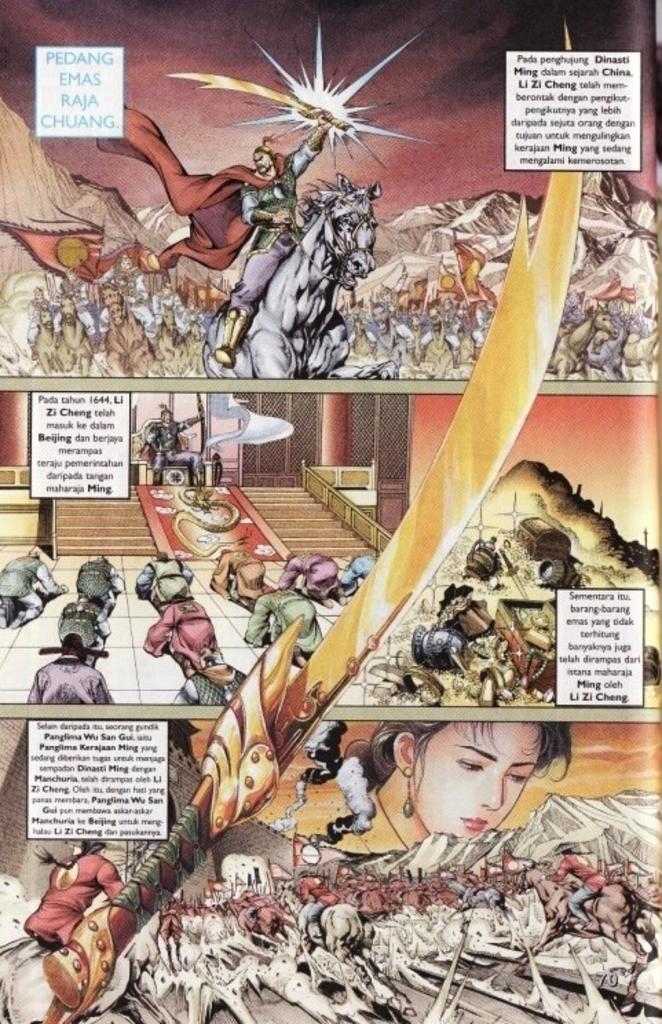 PEDANG
EMAS
RAJA
CHUANG.
Pada penghujung Dinasti
Ming dalam sejarah China,
Li Zi Cheng telah mem-
berontak dengan pengikut-
pengikutnya yang lebih
daripada sejuta orang dengan
tujuan untuk mengulingkan
kerajaan Ming yang sedang
mengalami kemerosotan.
Pada tahun 1644, Li
Zi Cheng telah
masuk ke dalam
Beijing dan berjaya
merampas
teraju pemerintahan
daripada tangan
maharaja Ming.
Sementara itu,
barang-barang
emas yang tidak
terhitung
banyaknya juga
telah dirampas dari
istana maharaja
Ming oleh
Li Zi Cheng.
Selain daripada itu, seorang gundik
Panglima Wu San Gui, iaitu
Panglima Kerajaan Ming yang
sedang diberikan tugas untuk menjaga
sempadan Dinasti Ming dengan
Manchuria, telah dirampas oleh Li
Zi Cheng. Oleh itu, dengan hati yang
panas membara, Panglima Wu San
Gui pun membawa askar-askar
Manchuria ke Beijing untuk meng-
halau Li Zi Cheng dan pasukannya.
70